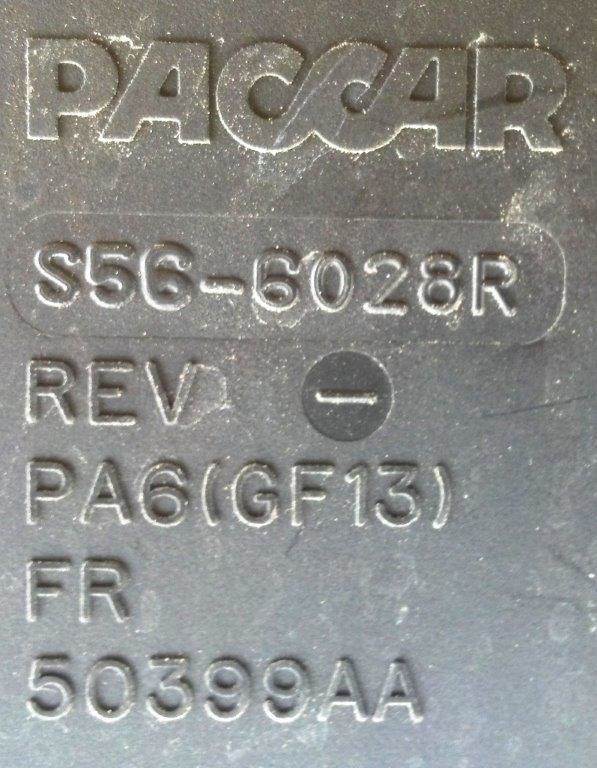 PACCAR
S56-6028R
REV –
PA6(GF13)
FR
50399AA